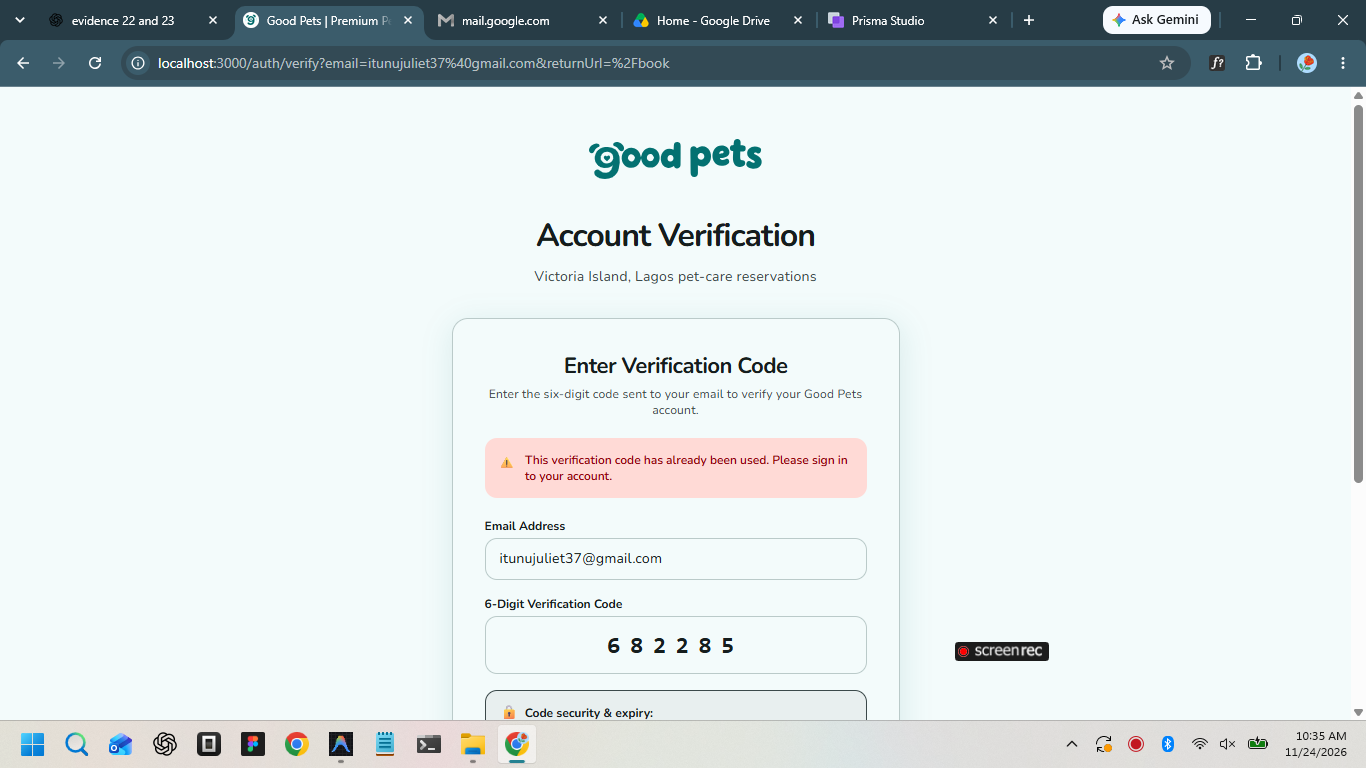 evidence 22 and 23
Good Pets | Premium P
mail.google.com
Home - Google Drive
Prisma Studio
Ask Gemini
localhost:3000/auth/verify?email=itunujuliet37%40gmail.com&returnUrl=%2Fbook
f?
good pets
Account Verification
Victoria Island, Lagos pet-care reservations
Enter Verification Code
Enter the six-digit code sent to your email to verify your Good Pets
account.
This verification code has already been used. Please sign in
to your account.
Email Address
itunujuliet37@gmail.com
6-Digit Verification Code
6 8 2 2 8 5
screenrec
Code security & expiry:
10:35 AM
11/24/2026